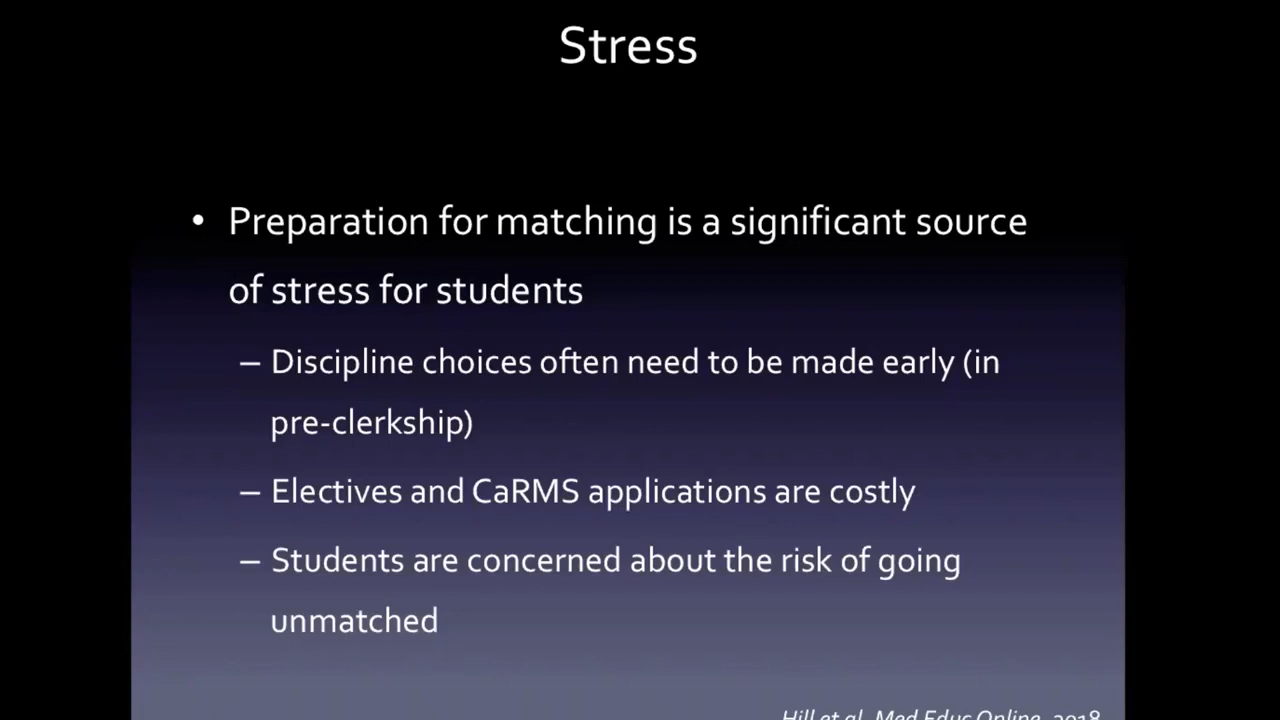 Stress
• Preparation for matching is a significant source
of stress for students
– Discipline choices often need to be made early (in
pre-clerkship)
– Electives and CaRMS applications are costly
– Students are concerned about the risk of going
unmatched
Hill et al. Med Educ Online, 2018